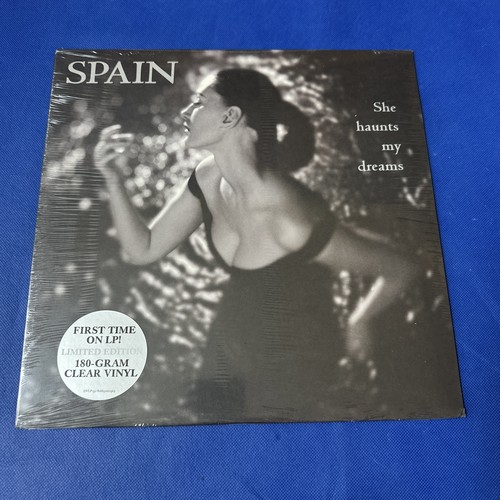 SPAIN
She
haunts
my
dreams
FIRST TIME
ON LP!
LIMITED EDITION
180-GRAM
CLEAR VINYL